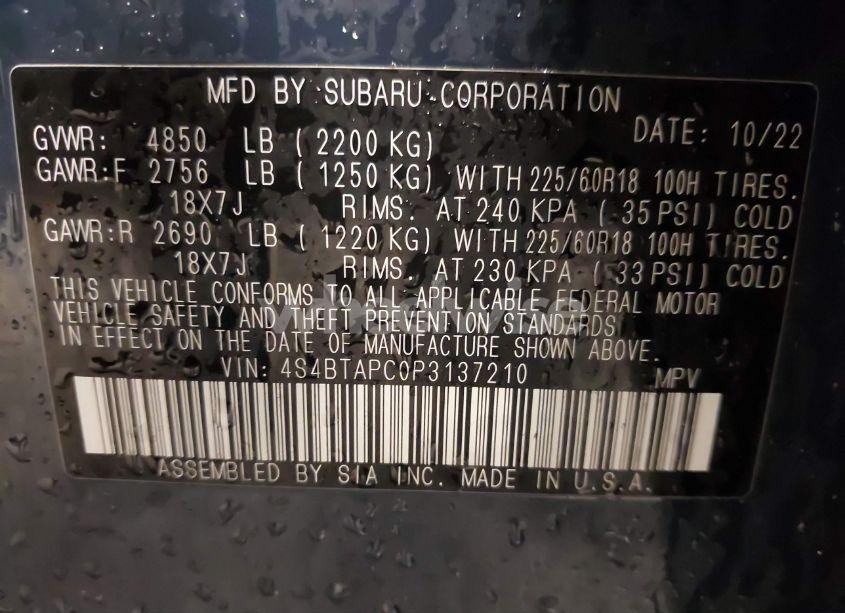 MFD BY SUBARU CORPORATION
DATE: 10/22
GVWR: 4850 LB ( 2200 KG)
GAWR:F 2756 LB ( 1250 KG) WITH 225/60R18 100H TIRES.
18X7J RIMS. AT 240 KPA ( 35 PSI) COLD
GAWR:R 2690 LB ( 1220 KG) WITH 225/60R18 100H TIRES.
18X7J RIMS. AT 230 KPA ( 33 PSI) COLD
THIS VEHICLE CONFORMS TO ALL APPLICABLE FEDERAL MOTOR
VEHICLE SAFETY AND THEFT PREVENTION STANDARDS
IN EFFECT ON THE DATE OF MANUFACTURE SHOWN ABOVE.
VIN: 4S4BTAPC0P3137210 MPV
ASSEMBLED BY SIA INC. MADE IN U.S.A.